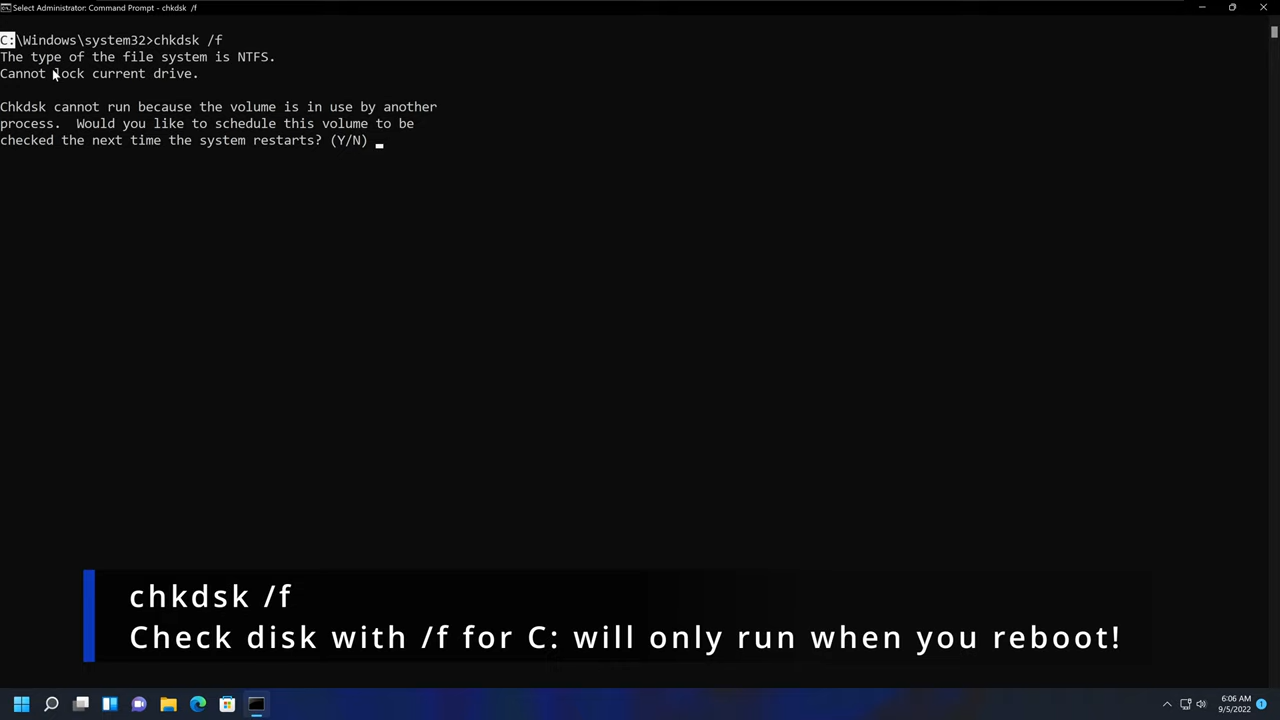 Select Administrator: Command Prompt - chkdsk /f
C:\Windows\system32>chkdsk /f
The type of the file system is NTFS.
Cannot lock current drive.
Chkdsk cannot run because the volume is in use by another
process.  Would you like to schedule this volume to be
checked the next time the system restarts? (Y/N)
chkdsk /f
Check disk with /f for C: will only run when you reboot!
6:06 AM
9/5/2022
1